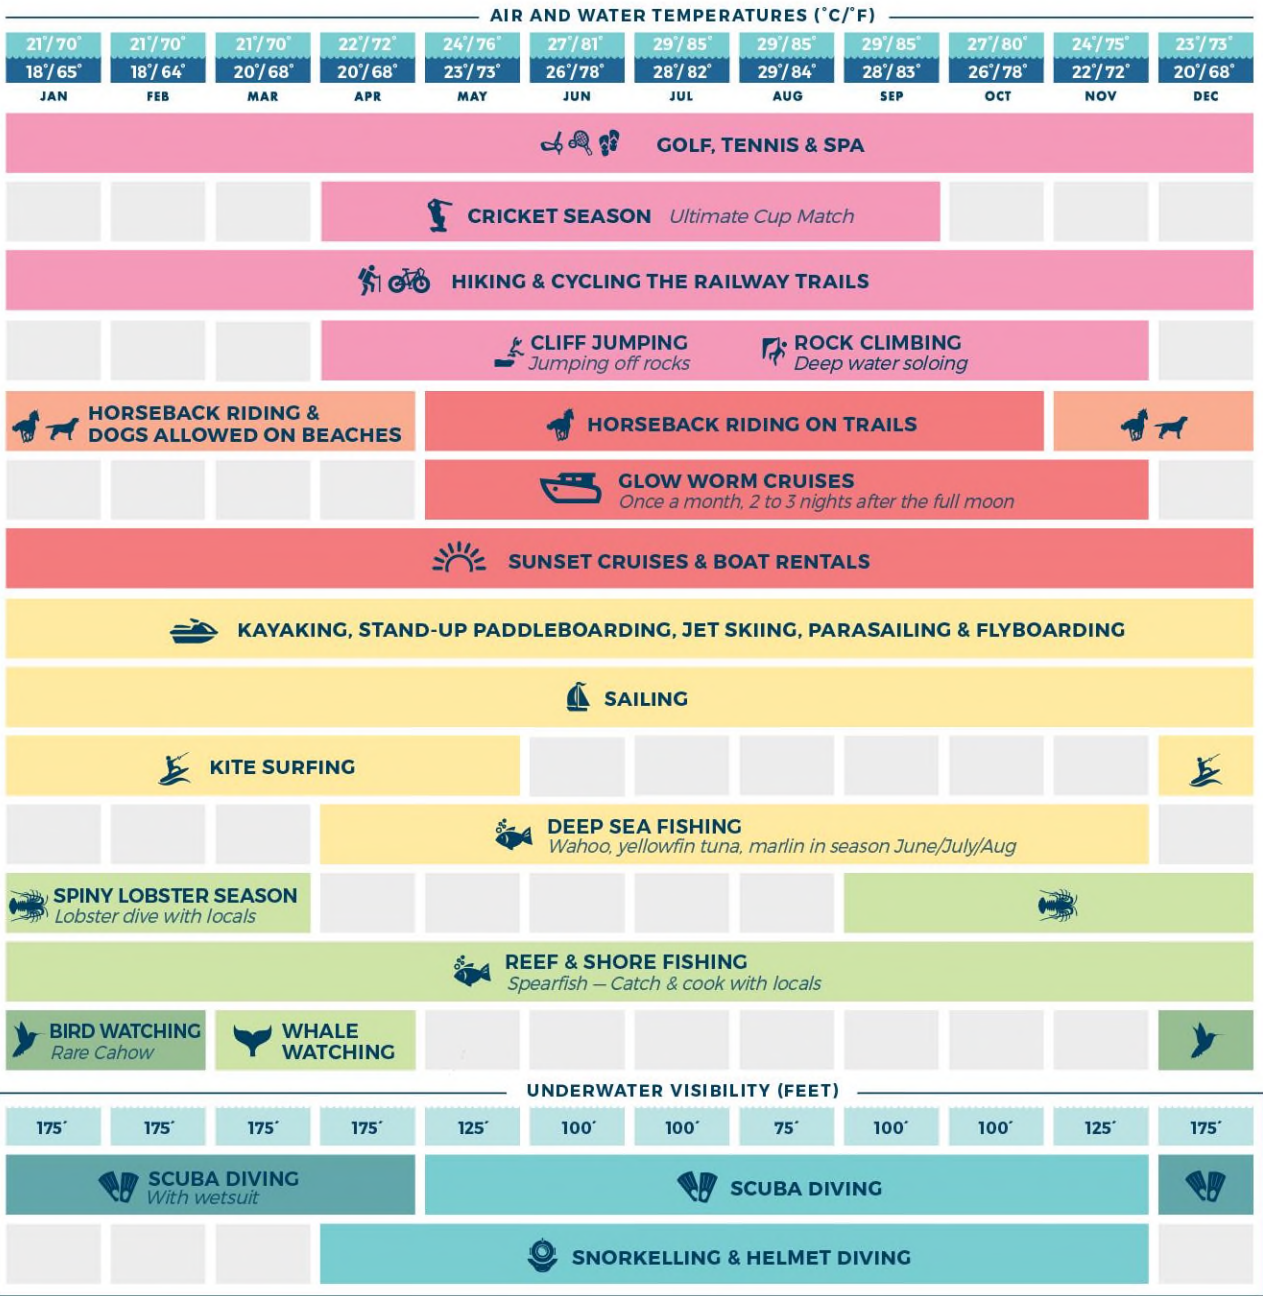 AIR AND WATER TEMPERATURES (°C/°F)
21°/70° 21°/70° 21°/70° 22°/72° 24°/76° 27°/81° 29°/85° 29°/85° 29°/85° 27°/80° 24°/75° 23°/73°
18°/65° 18°/64° 20°/68° 20°/68° 23°/73° 26°/78° 28°/82° 29°/84° 28°/83° 26°/78° 22°/72° 20°/68°
JAN FEB MAR APR MAY JUN JUL AUG SEP OCT NOV DEC
GOLF, TENNIS & SPA
CRICKET SEASON Ultimate Cup Match
HIKING & CYCLING THE RAILWAY TRAILS
CLIFF JUMPING
Jumping off rocks
ROCK CLIMBING
Deep water soloing
HORSEBACK RIDING &
DOGS ALLOWED ON BEACHES
HORSEBACK RIDING ON TRAILS
GLOW WORM CRUISES
Once a month, 2 to 3 nights after the full moon
SUNSET CRUISES & BOAT RENTALS
KAYAKING, STAND-UP PADDLEBOARDING, JET SKIING, PARASAILING & FLYBOARDING
SAILING
KITE SURFING
DEEP SEA FISHING
Wahoo, yellowfin tuna, marlin in season June/July/Aug
SPINY LOBSTER SEASON
Lobster dive with locals
REEF & SHORE FISHING
Spearfish — Catch & cook with locals
BIRD WATCHING
Rare Cahow
WHALE
WATCHING
UNDERWATER VISIBILITY (FEET)
175′ 175′ 175′ 175′ 125′ 100′ 100′ 75′ 100′ 100′ 125′ 175′
SCUBA DIVING
With wetsuit
SCUBA DIVING
SNORKELLING & HELMET DIVING